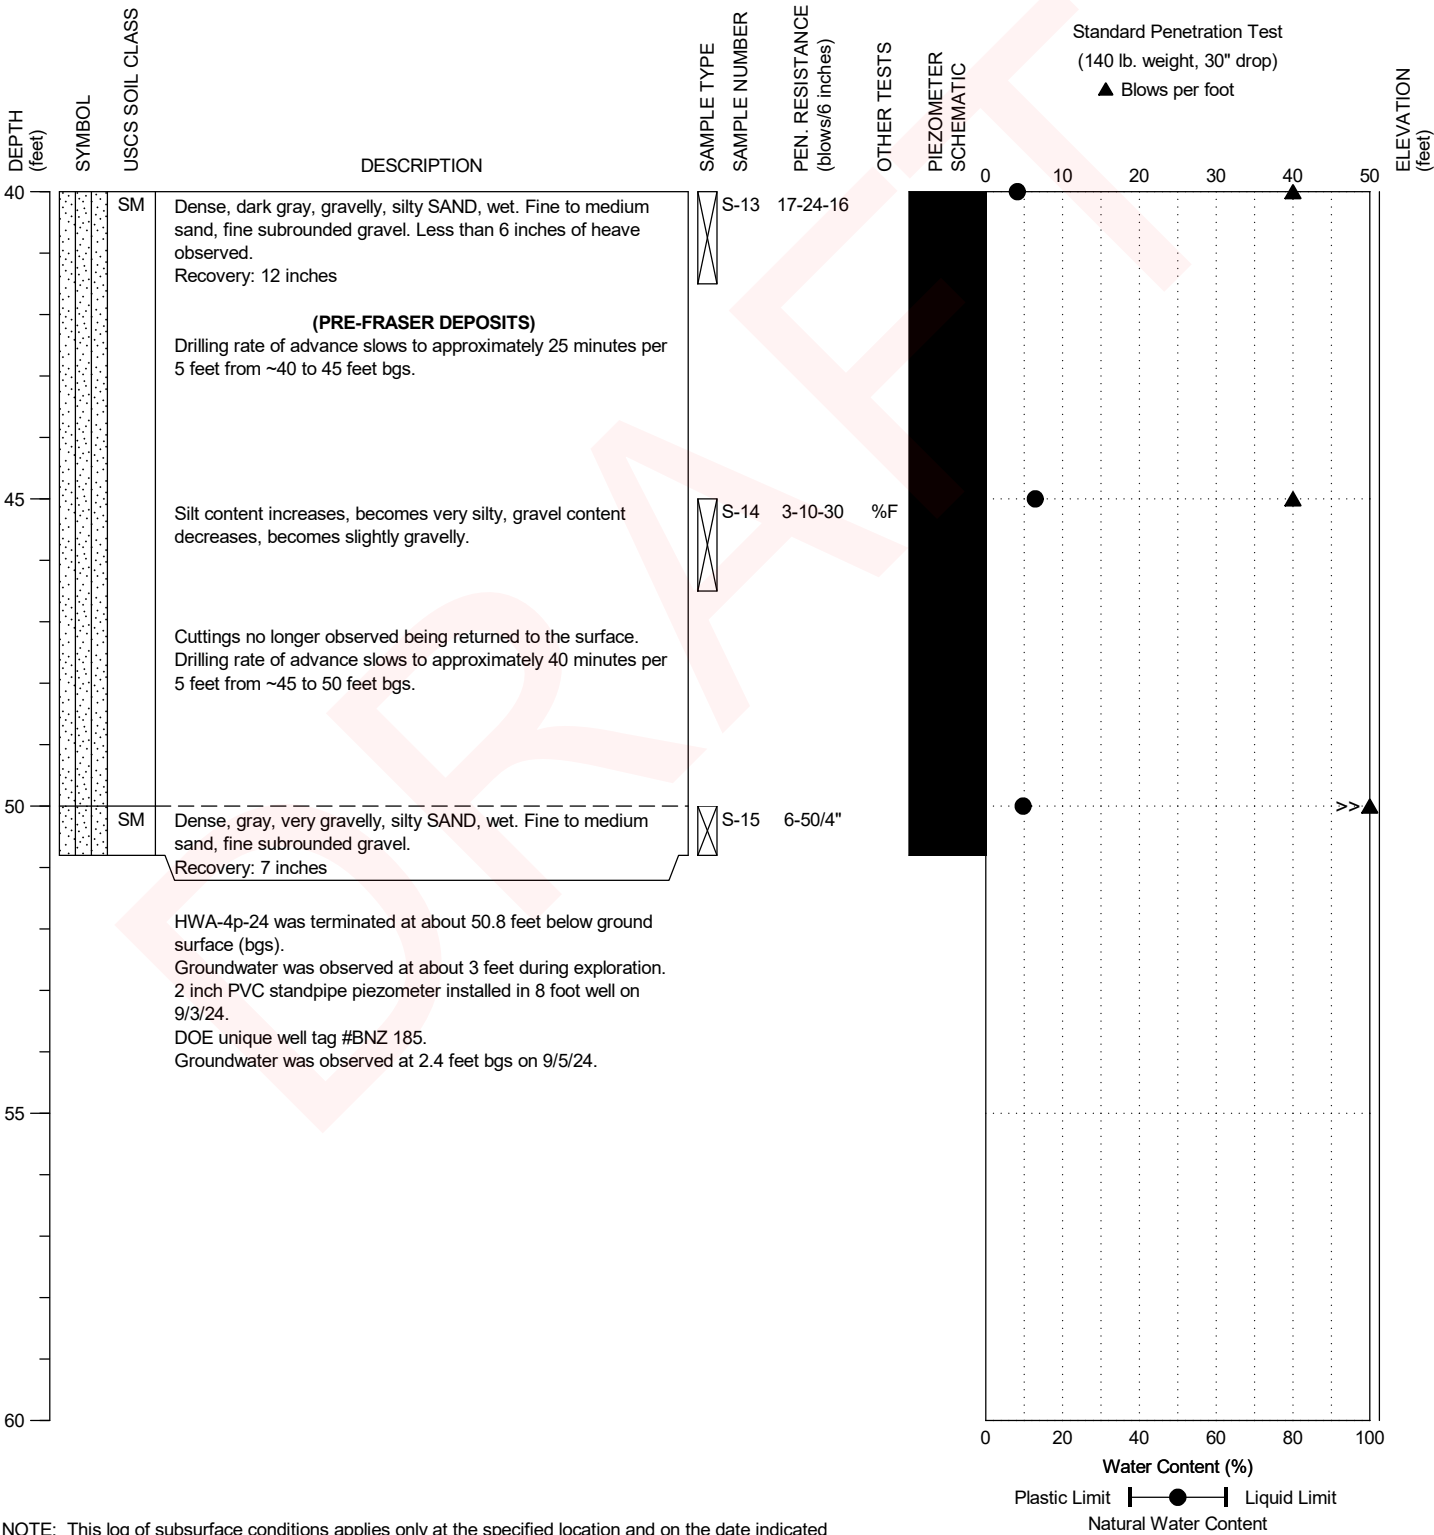 DEPTH
(feet)
SYMBOL
USCS SOIL CLASS
DESCRIPTION
SAMPLE TYPE
SAMPLE NUMBER
PEN. RESISTANCE
(blows/6 inches)
OTHER TESTS
PIEZOMETER
SCHEMATIC
Standard Penetration Test
(140 lb. weight, 30" drop)
▲ Blows per foot
ELEVATION
(feet)
0 10 20 30 40 50
40
SM
Dense, dark gray, gravelly, silty SAND, wet. Fine to medium
sand, fine subrounded gravel. Less than 6 inches of heave
observed.
Recovery: 12 inches
S-13 17-24-16
(PRE-FRASER DEPOSITS)
Drilling rate of advance slows to approximately 25 minutes per
5 feet from ~40 to 45 feet bgs.
45
Silt content increases, becomes very silty, gravel content
decreases, becomes slightly gravelly.
S-14 3-10-30 %F
Cuttings no longer observed being returned to the surface.
Drilling rate of advance slows to approximately 40 minutes per
5 feet from ~45 to 50 feet bgs.
50
>>
SM
Dense, gray, very gravelly, silty SAND, wet. Fine to medium
sand, fine subrounded gravel.
Recovery: 7 inches
S-15 6-50/4"
HWA-4p-24 was terminated at about 50.8 feet below ground
surface (bgs).
Groundwater was observed at about 3 feet during exploration.
2 inch PVC standpipe piezometer installed in 8 foot well on
9/3/24.
DOE unique well tag #BNZ 185.
Groundwater was observed at 2.4 feet bgs on 9/5/24.
55
60
0 20 40 60 80 100
Water Content (%)
Plastic Limit Liquid Limit
Natural Water Content
NOTE: This log of subsurface conditions applies only at the specified location and on the date indicated
DRAFT